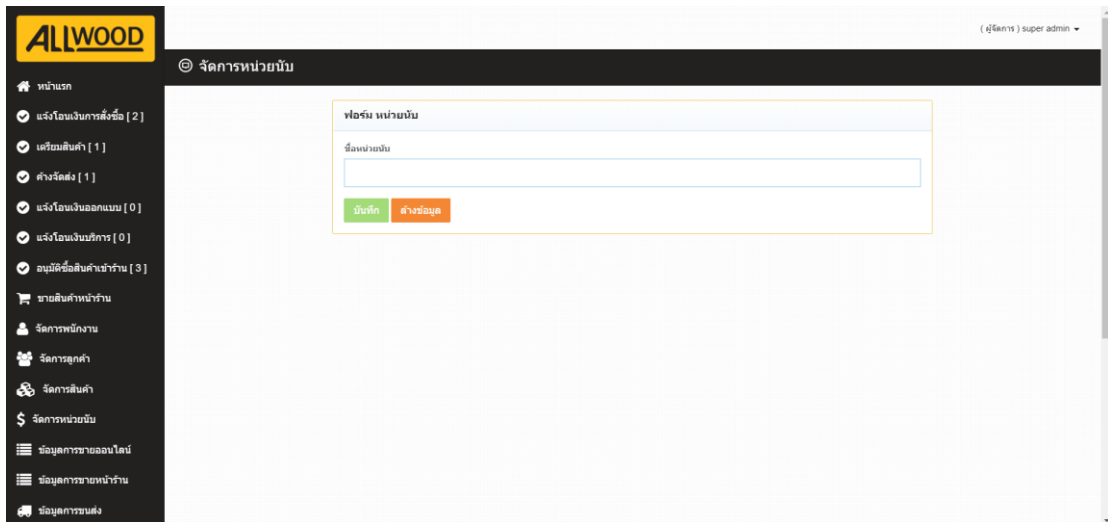 ALLWOOD
( ผู้จัดการ ) super admin
จัดการหน่วยนับ
หน้าแรก
แจ้งโอนเงินการสั่งซื้อ [ 2 ]
เตรียมสินค้า [ 1 ]
ค้างจัดส่ง [ 1 ]
แจ้งโอนเงินออกแบบ [ 0 ]
แจ้งโอนเงินบริการ [ 0 ]
อนุมัติซื้อสินค้าเข้าร้าน [ 3 ]
ขายสินค้าหน้าร้าน
จัดการพนักงาน
จัดการลูกค้า
จัดการสินค้า
จัดการหน่วยนับ
ข้อมูลการขายออนไลน์
ข้อมูลการขายหน้าร้าน
ข้อมูลการขนส่ง
ฟอร์ม หน่วยนับ
ชื่อหน่วยนับ
บันทึก
ล้างข้อมูล